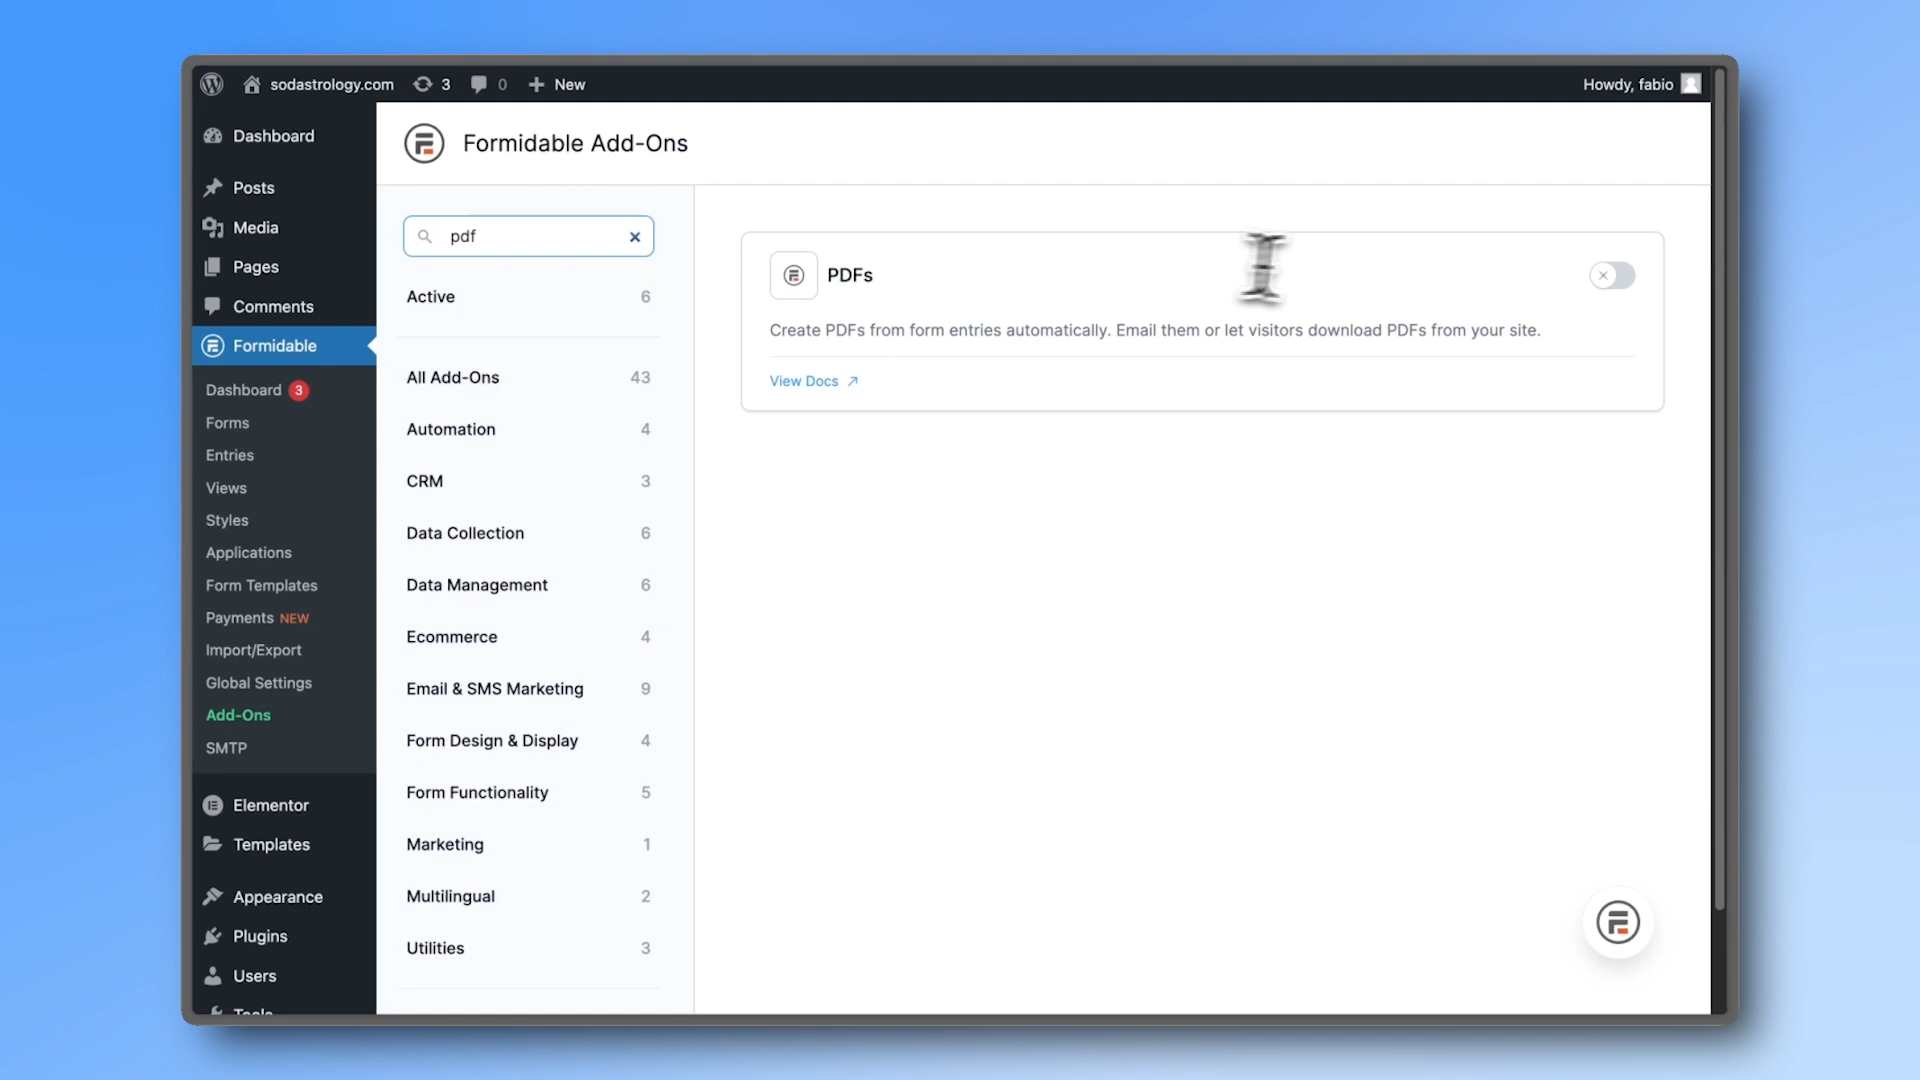 sodastrology.com
3
0
New
Howdy, fabio
Dashboard
Posts
Media
Pages
Comments
Formidable
Dashboard 3
Forms
Entries
Views
Styles
Applications
Form Templates
Payments NEW
Import/Export
Global Settings
Add-Ons
SMTP
Elementor
Templates
Appearance
Plugins
Users
Tools
Formidable Add-Ons
pdf
Active 6
All Add-Ons 43
Automation 4
CRM 3
Data Collection 6
Data Management 6
Ecommerce 4
Email & SMS Marketing 9
Form Design & Display 4
Form Functionality 5
Marketing 1
Multilingual 2
Utilities 3
PDFs
Create PDFs from form entries automatically. Email them or let visitors download PDFs from your site.
View Docs